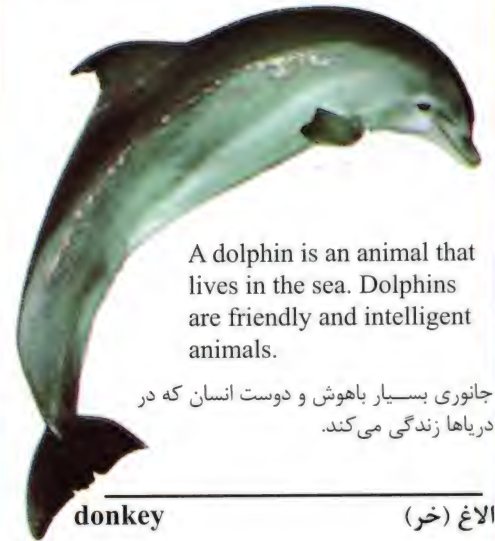 A dolphin is an animal that
lives in the sea. Dolphins
are friendly and intelligent
animals.
جانوری بسیار باهوش و دوست انسان که در
دریاها زندگی می‌کند.
donkey الاغ (خر)